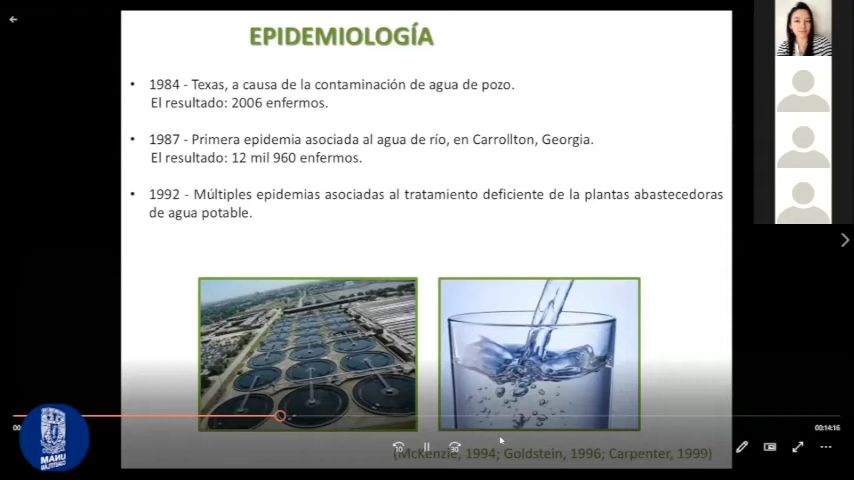 EPIDEMIOLOGÍA
• 1984 - Texas, a causa de la contaminación de agua de pozo.
El resultado: 2006 enfermos.
• 1987 - Primera epidemia asociada al agua de río, en Carrollton, Georgia.
El resultado: 12 mil 960 enfermos.
• 1992 - Múltiples epidemias asociadas al tratamiento deficiente de la plantas abastecedoras
de agua potable.
00:14:16
10
30
(McKenzie, 1994; Goldstein, 1996; Carpenter, 1999)